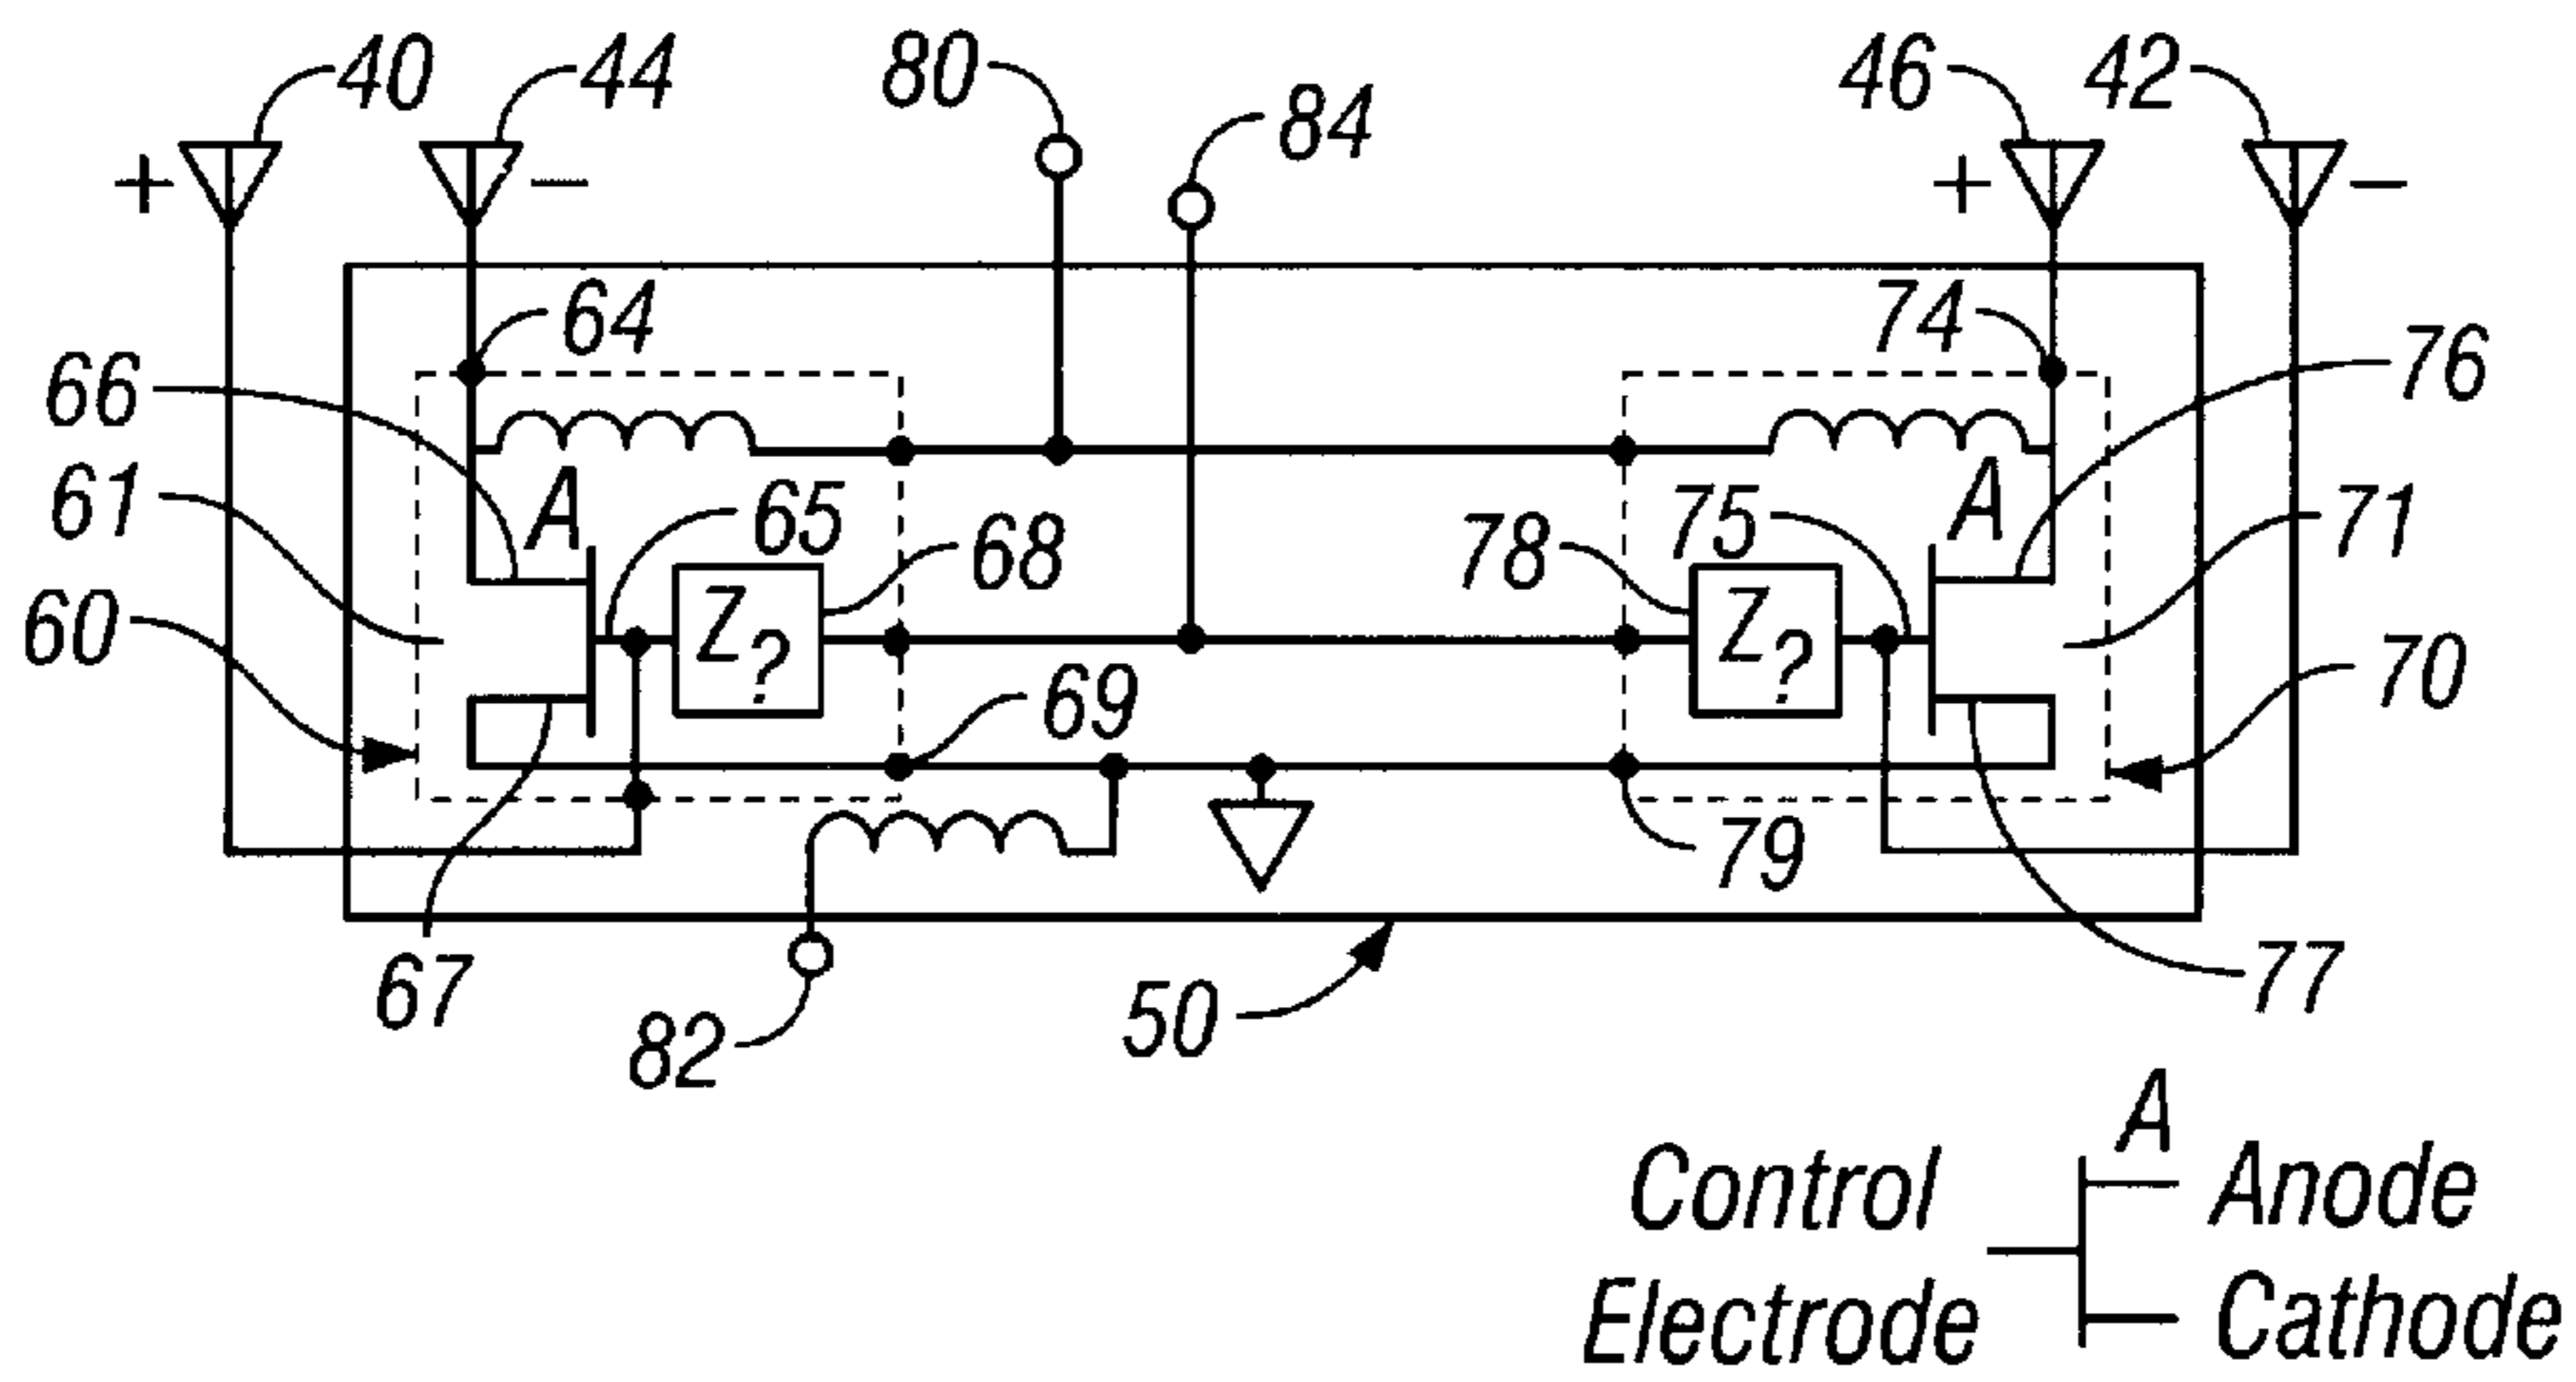 40 44 80 84 46 42
+ − + −
64 74
66 76
A A
61 65 68 78 75 71
Z? Z?
60 69 70
79
67 77
82 50
A
Control Anode
Electrode Cathode